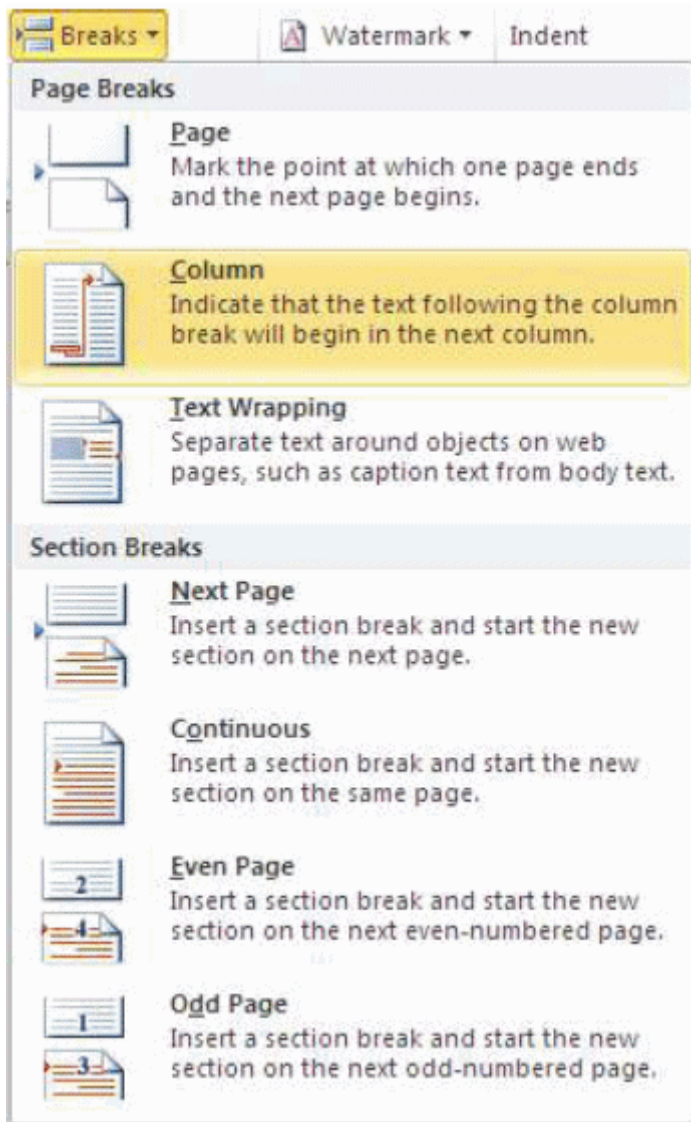 Breaks Watermark Indent
Page Breaks
Page
Mark the point at which one page ends
and the next page begins.
Column
Indicate that the text following the column
break will begin in the next column.
Text Wrapping
Separate text around objects on web
pages, such as caption text from body text.
Section Breaks
Next Page
Insert a section break and start the new
section on the next page.
Continuous
Insert a section break and start the new
section on the same page.
Even Page
2
Insert a section break and start the new
4
section on the next even-numbered page.
Odd Page
1
Insert a section break and start the new
3
section on the next odd-numbered page.